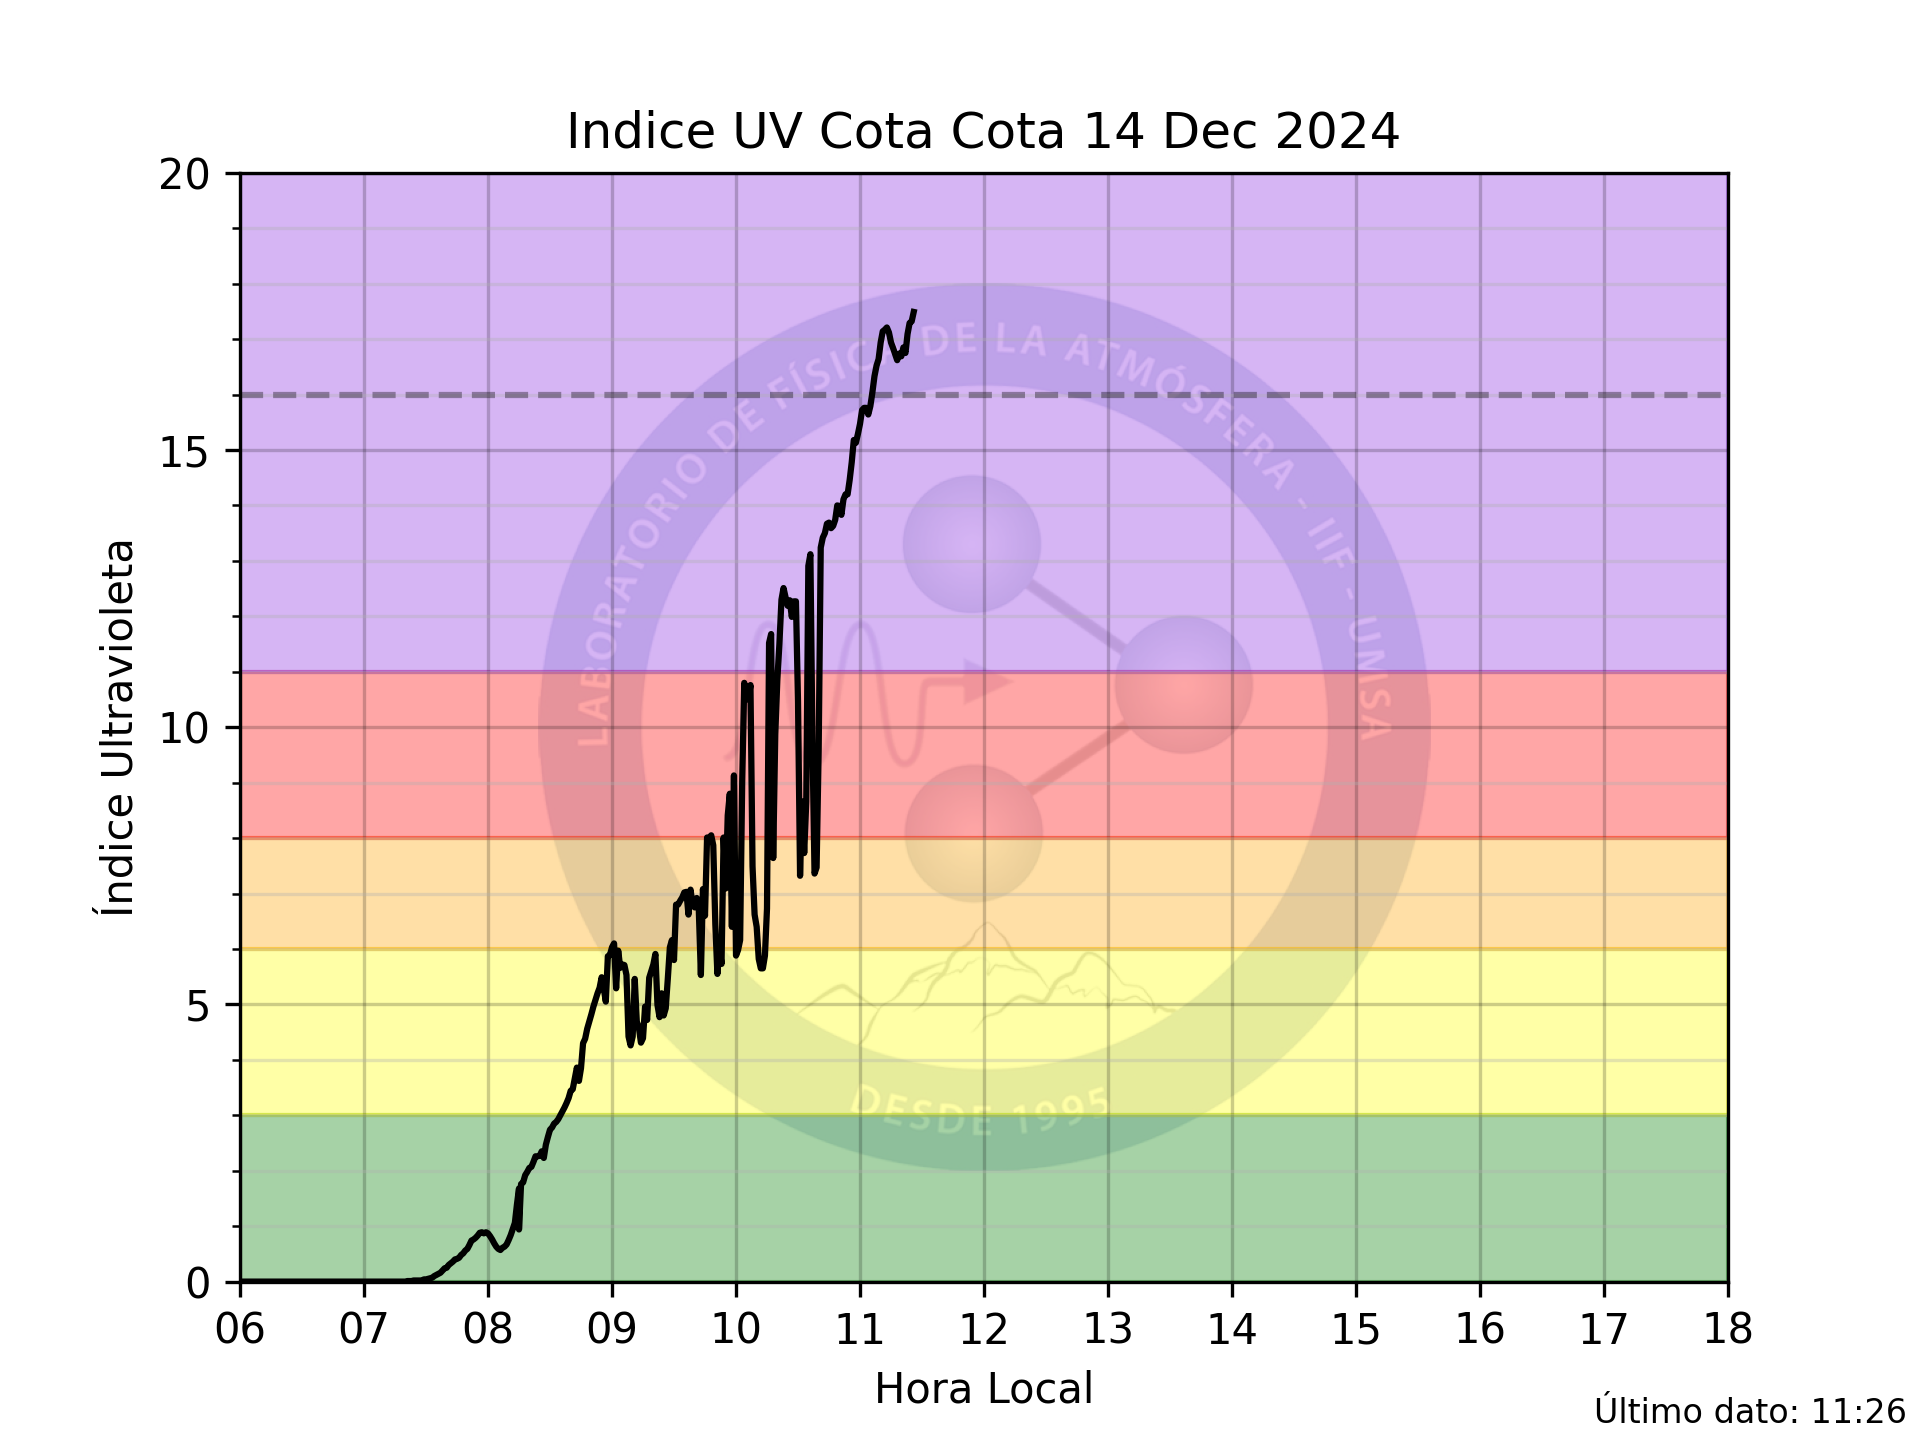 Indice UV Cota Cota 14 Dec 2024
20
15
10
5
0
Índice Ultravioleta
LABORATORIO DE FÍSICA DE LA ATMÓSFERA - IIF - UMSA
DESDE 1995
06 07 08 09 10 11 12 13 14 15 16 17 18
Hora Local
Último dato: 11:26